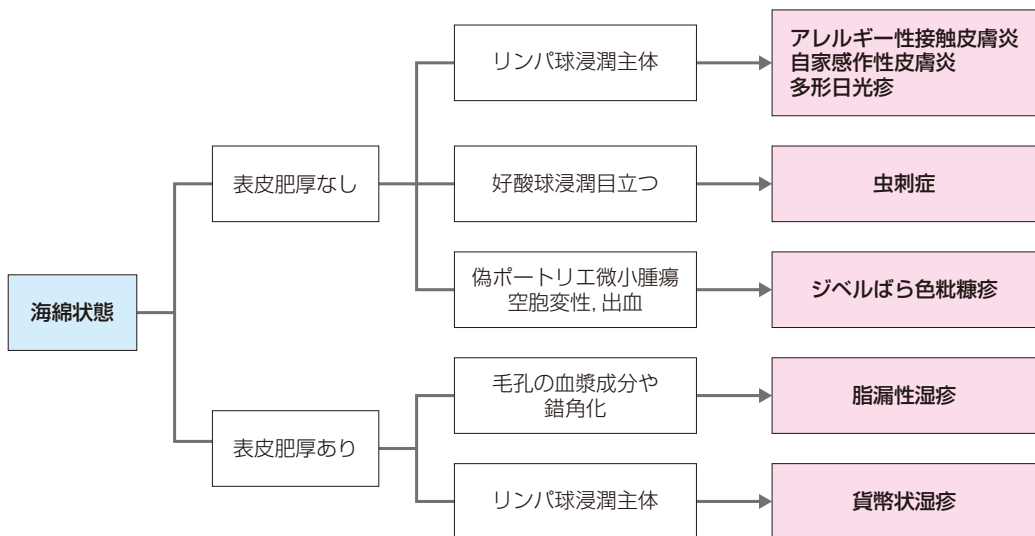 海綿状態
表皮肥厚なし
リンパ球浸潤主体
アレルギー性接触皮膚炎
自家感作性皮膚炎
多形日光疹
好酸球浸潤目立つ
虫刺症
偽ポートリエ微小膿瘍
空胞変性, 出血
ジベルばら色粃糠疹
表皮肥厚あり
毛孔の血漿成分や
錯角化
脂漏性湿疹
リンパ球浸潤主体
貨幣状湿疹